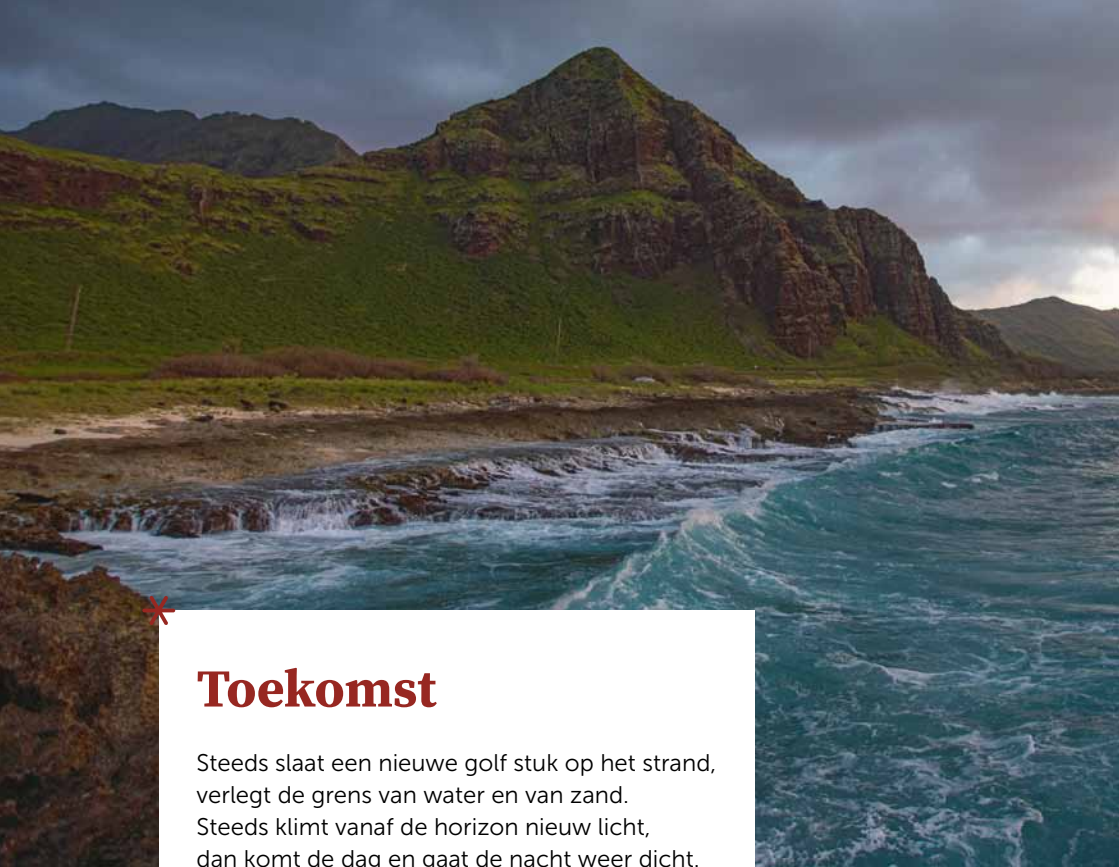 Toekomst
Steeds slaat een nieuwe golf stuk op het strand,
verlegt de grens van water en van zand.
Steeds klimt vanaf de horizon nieuw licht,
dan komt de dag en gaat de nacht weer dicht.